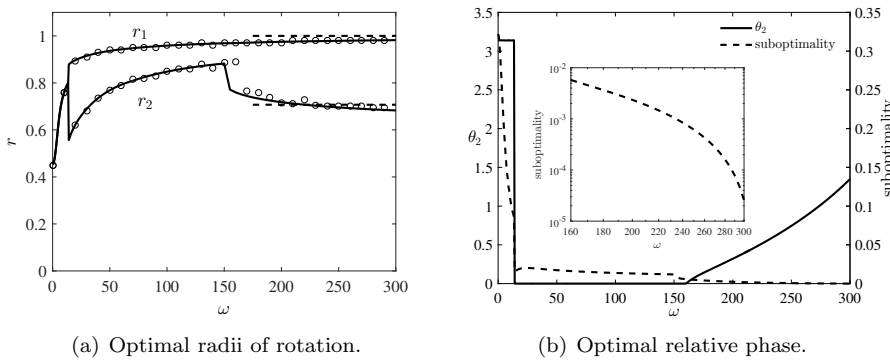 r
1
0.8
0.6
0.4
0.2
0
r1
r2
0 50 100 150 200 250 300
ω
(a) Optimal radii of rotation.
θ2
3.5
3
2.5
2
1.5
1
0.5
0
θ2
suboptimality
suboptimality
10-2
10-3
10-4
10-5
160 180 200 220 240 260 280 300
ω
0.35
0.3
0.25
0.2
0.15
0.1
0.05
0
suboptimality
0 50 100 150 200 250 300
ω
(b) Optimal relative phase.